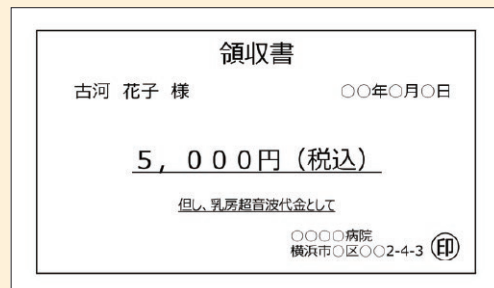 領収書
古河 花子 様 ○○年○月○日
5,000円（税込）
但し、乳房超音波代金として
○○○○病院
横浜市○区○○2-4-3 ㊞